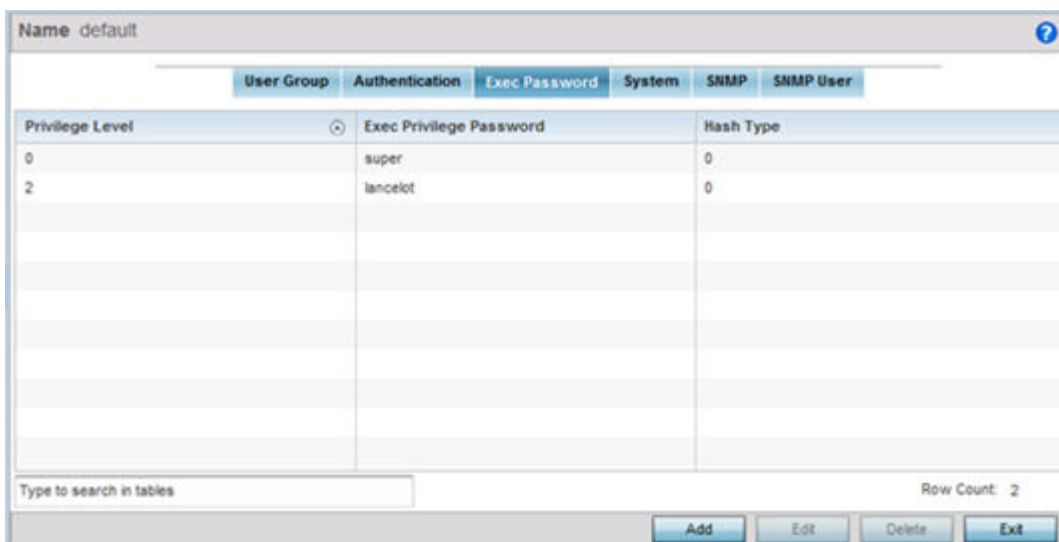 Name default
User Group Authentication Exec Password System SNMP SNMP User
Privilege Level Exec Privilege Password Hash Type
0 super 0
2 lancelot 0
Type to search in tables Row Count: 2
Add Edit Delete Exit